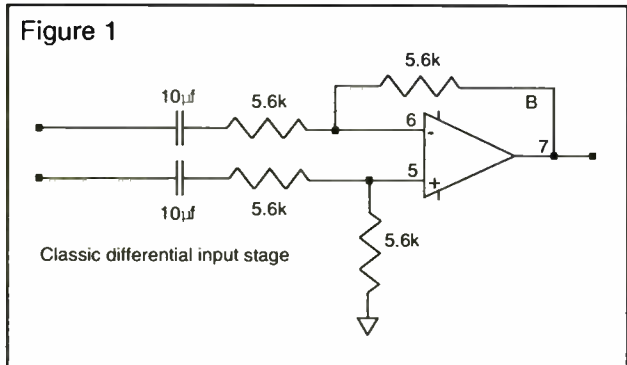 Figure 1
5.6k
B
10µf
5.6k
6
-
7
5
+
10µf
5.6k
5.6k
Classic differential input stage